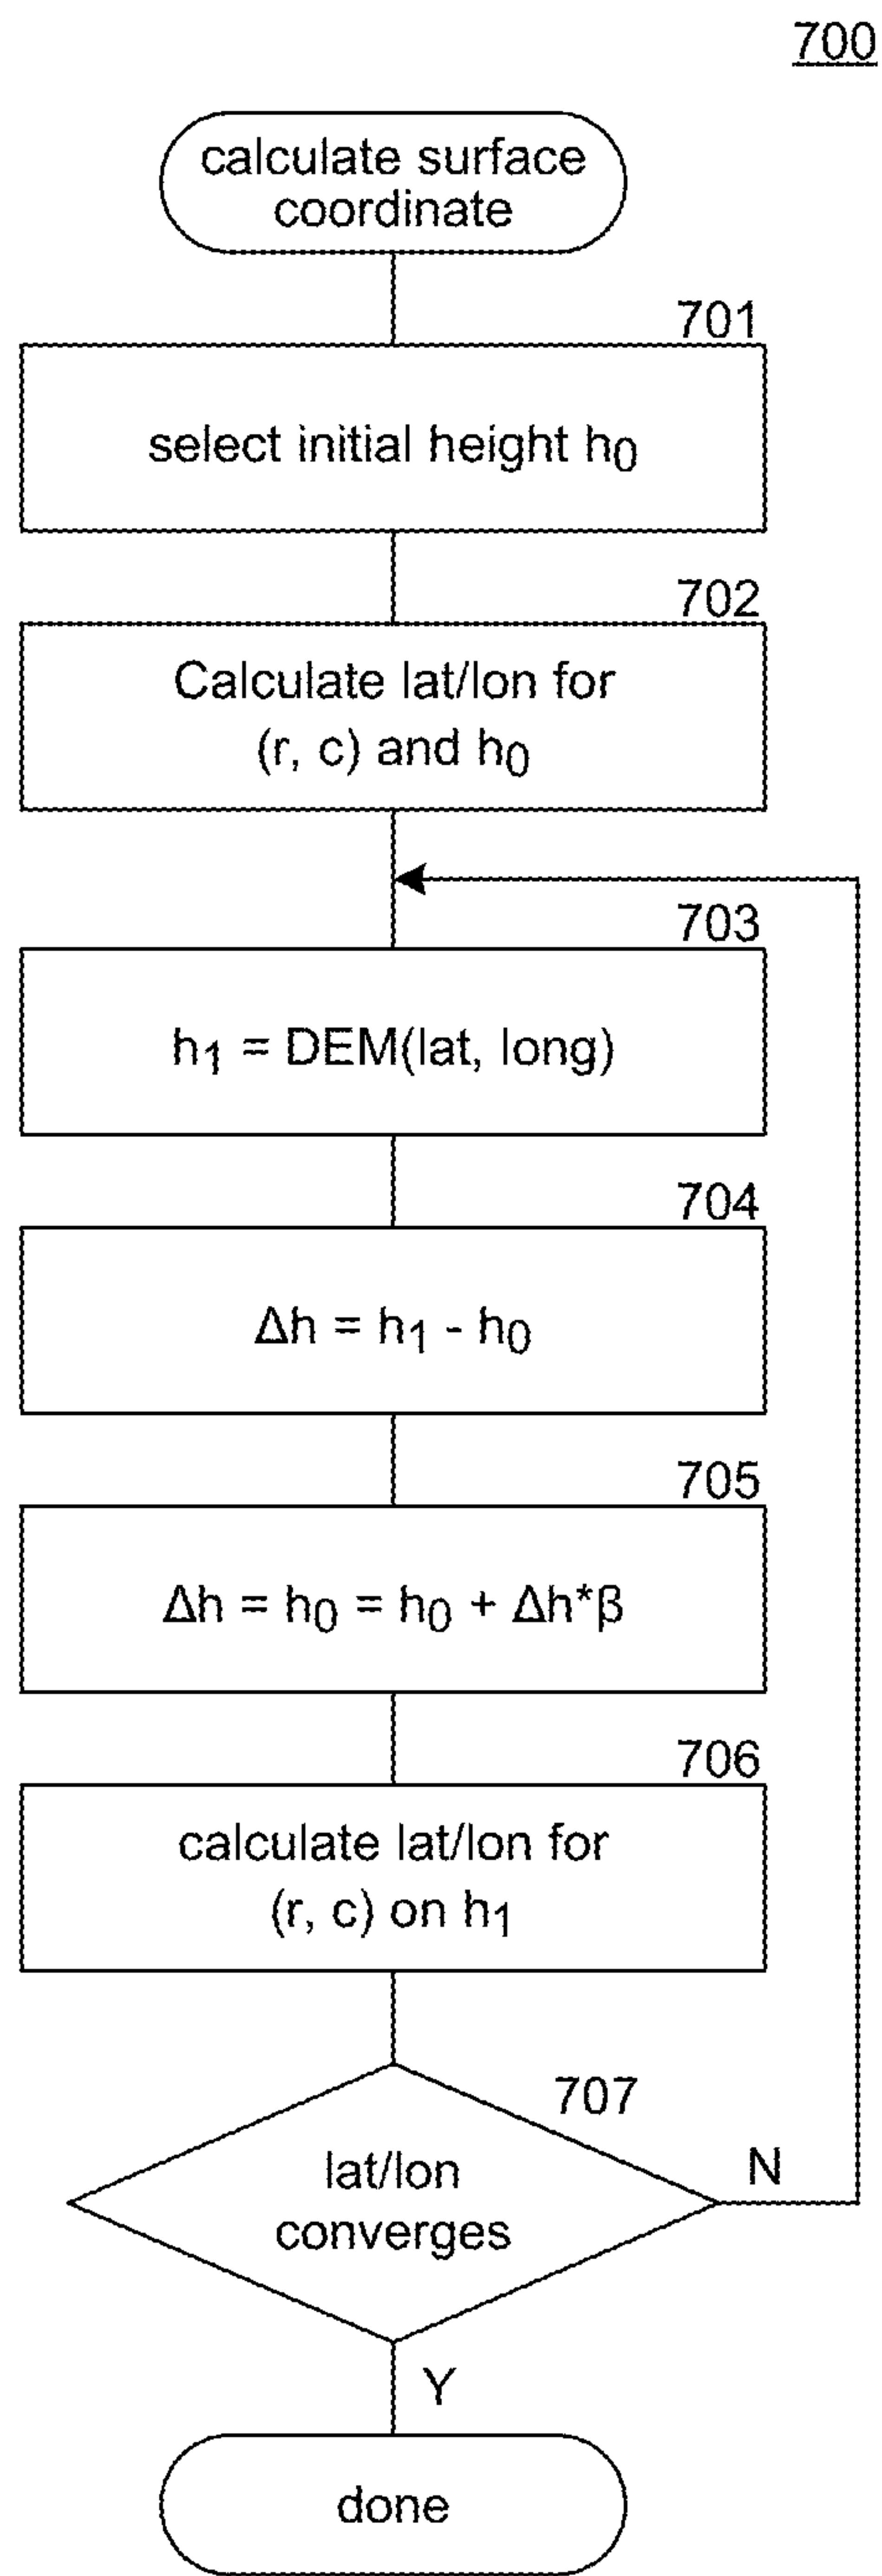 700
calculate surface
coordinate
701
select initial height h₀
702
Calculate lat/lon for
(r, c) and h₀
703
h₁ = DEM(lat, long)
704
Δh = h₁ - h₀
705
Δh = h₀ = h₀ + Δh*β
706
calculate lat/lon for
(r, c) on h₁
707
lat/lon
converges
N
Y
done